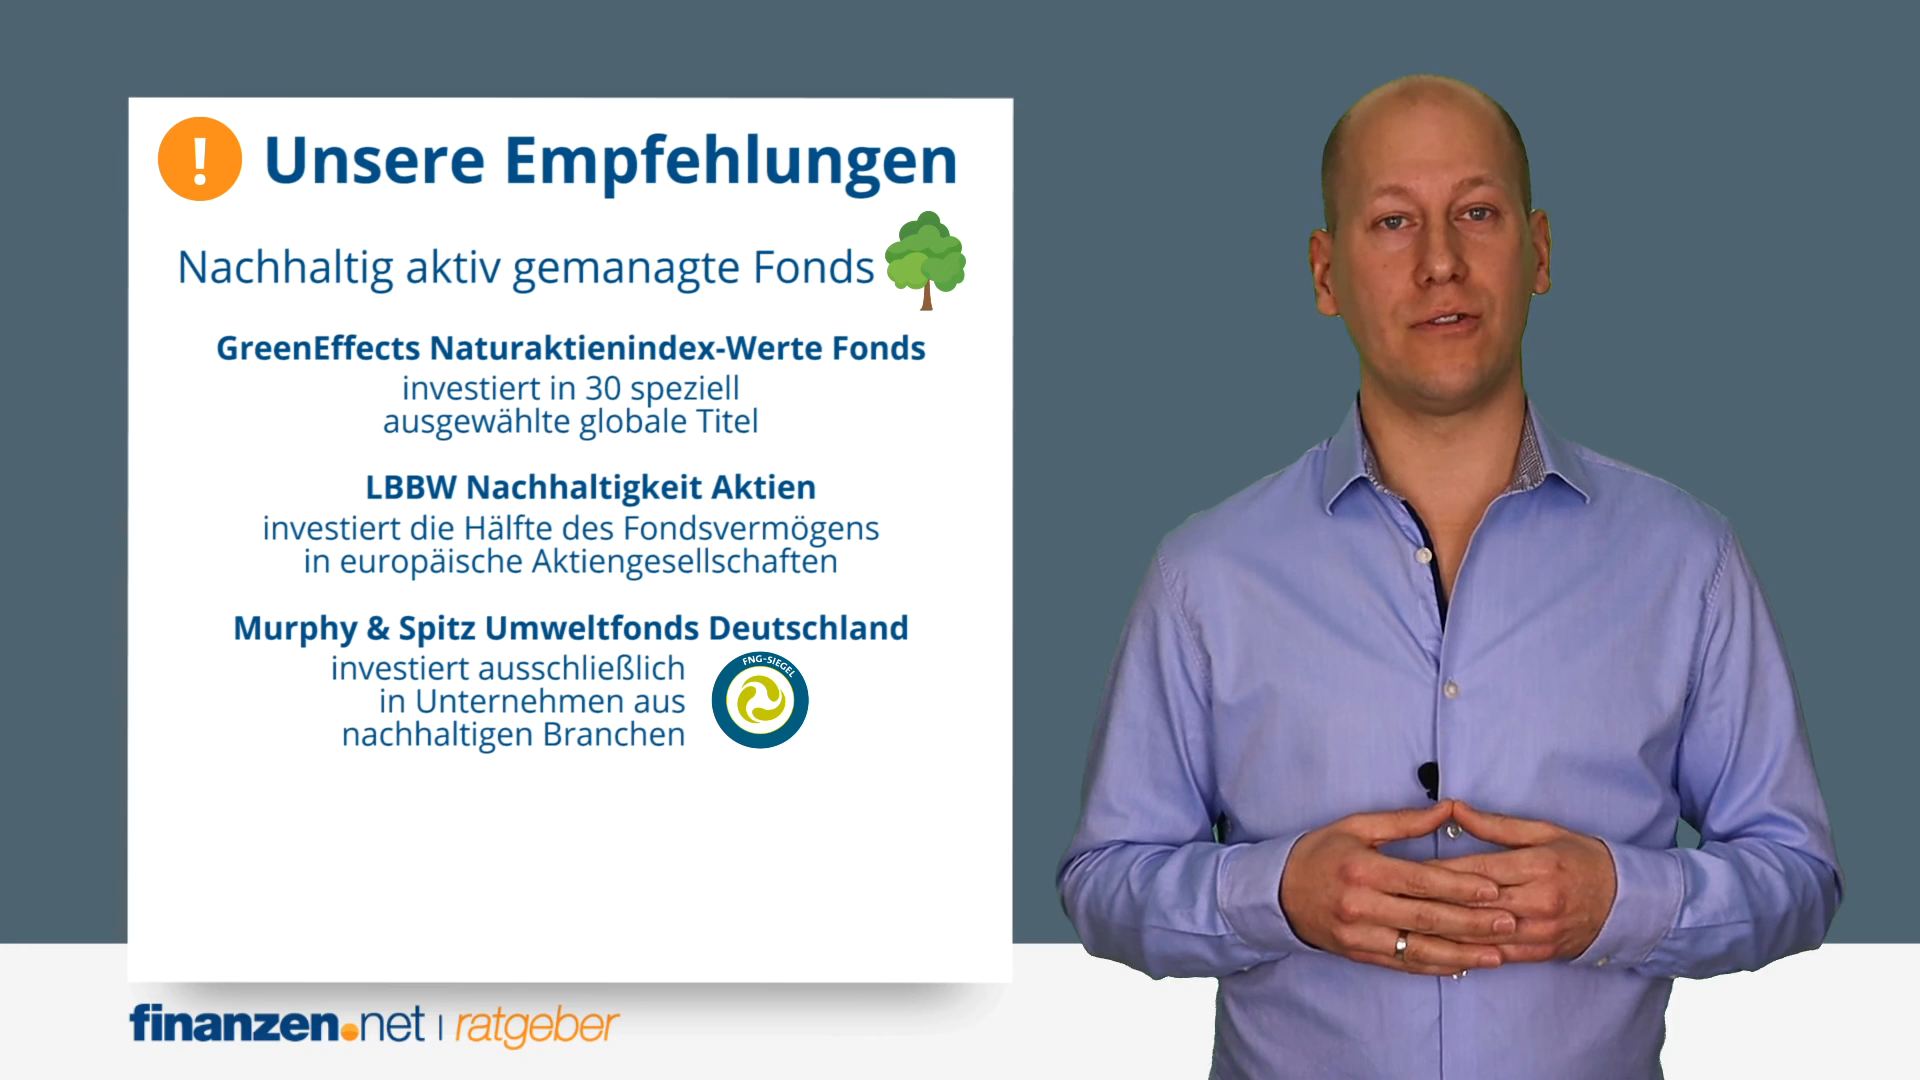 !
Unsere Empfehlungen
Nachhaltig aktiv gemanagte Fonds
GreenEffects Naturaktienindex-Werte Fonds
investiert in 30 speziell
ausgewählte globale Titel
LBBW Nachhaltigkeit Aktien
investiert die Hälfte des Fondsvermögens
in europäische Aktiengesellschaften
Murphy & Spitz Umweltfonds Deutschland
investiert ausschließlich
in Unternehmen aus
nachhaltigen Branchen
FNG-SIEGEL
finanzen.net | ratgeber